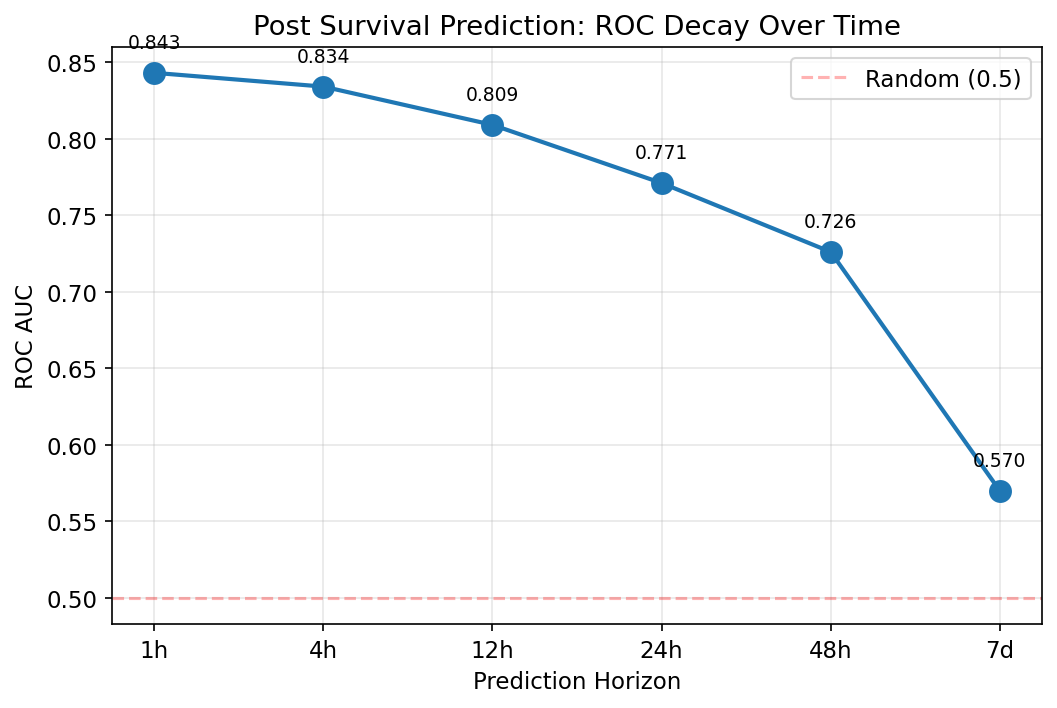 Post Survival Prediction: ROC Decay Over Time
Random (0.5)
0.843
0.834
0.809
0.771
0.726
0.570
ROC AUC
0.85
0.80
0.75
0.70
0.65
0.60
0.55
0.50
1h 4h 12h 24h 48h 7d
Prediction Horizon